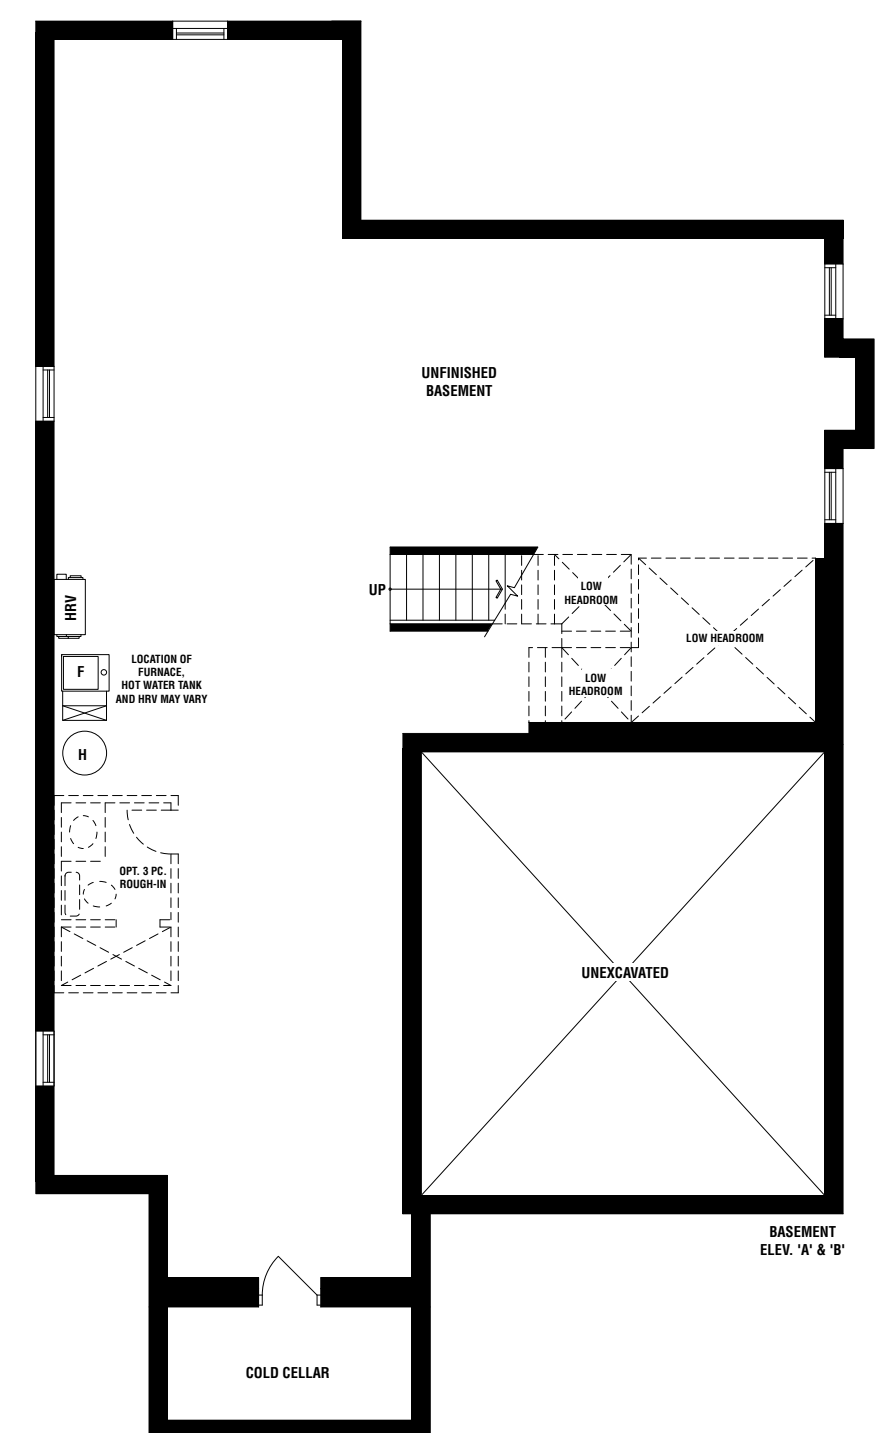 UNFINISHED
BASEMENT
UP
LOW
HEADROOM
LOW HEADROOM
LOW
HEADROOM
HRV
F
LOCATION OF
FURNACE,
HOT WATER TANK
AND HRV MAY VARY
H
OPT. 3 PC.
ROUGH-IN
UNEXCAVATED
BASEMENT
ELEV. 'A' & 'B'
COLD CELLAR